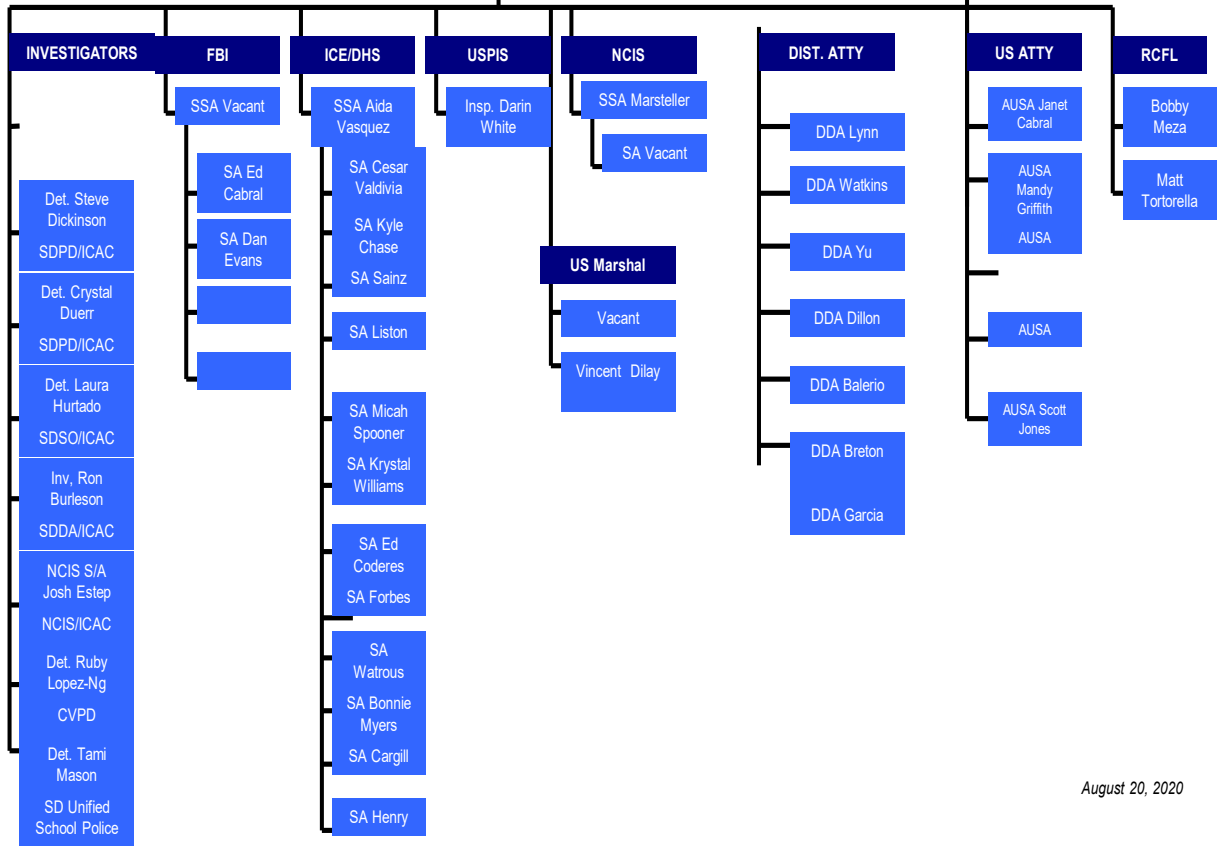 INVESTIGATORS
Det. Steve
Dickinson
SDPD/ICAC
Det. Crystal
Duerr
SDPD/ICAC
Det. Laura
Hurtado
SDSO/ICAC
Inv, Ron
Burleson
SDDA/ICAC
NCIS S/A
Josh Estep
NCIS/ICAC
Det. Ruby
Lopez-Ng
CVPD
Det. Tami
Mason
SD Unified
School Police
FBI
SSA Vacant
SA Ed
Cabral
SA Dan
Evans
ICE/DHS
SSA Aida
Vasquez
SA Cesar
Valdivia
SA Kyle
Chase
SA Sainz
SA Liston
SA Micah
Spooner
SA Krystal
Williams
SA Ed
Coderes
SA Forbes
SA
Watrous
SA Bonnie
Myers
SA Cargill
SA Henry
USPIS
Insp. Darin
White
NCIS
SSA Marsteller
SA Vacant
US Marshal
Vacant
Vincent Dilay
DIST. ATTY
DDA Lynn
DDA Watkins
DDA Yu
DDA Dillon
DDA Balerio
DDA Breton
DDA Garcia
US ATTY
AUSA Janet
Cabral
AUSA
Mandy
Griffith
AUSA
AUSA
AUSA Scott
Jones
RCFL
Bobby
Meza
Matt
Tortorella
August 20, 2020